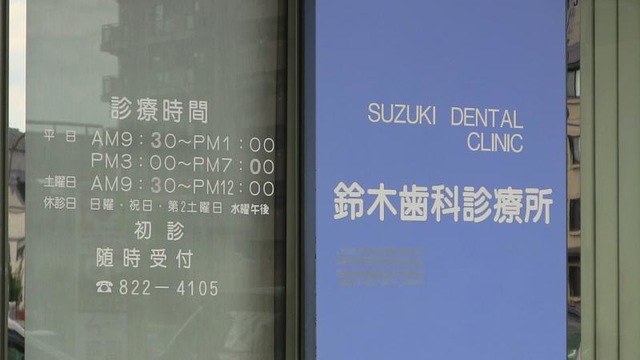 診療時間
平日 AM9:30～PM1:00
PM3:00～PM7:00
土曜日 AM9:30～PM12:00
休診日 日曜・祝日・第2土曜日 水曜午後
初診
随時受付
☎822－4105
SUZUKI DENTAL
CLINIC
鈴木歯科診療所